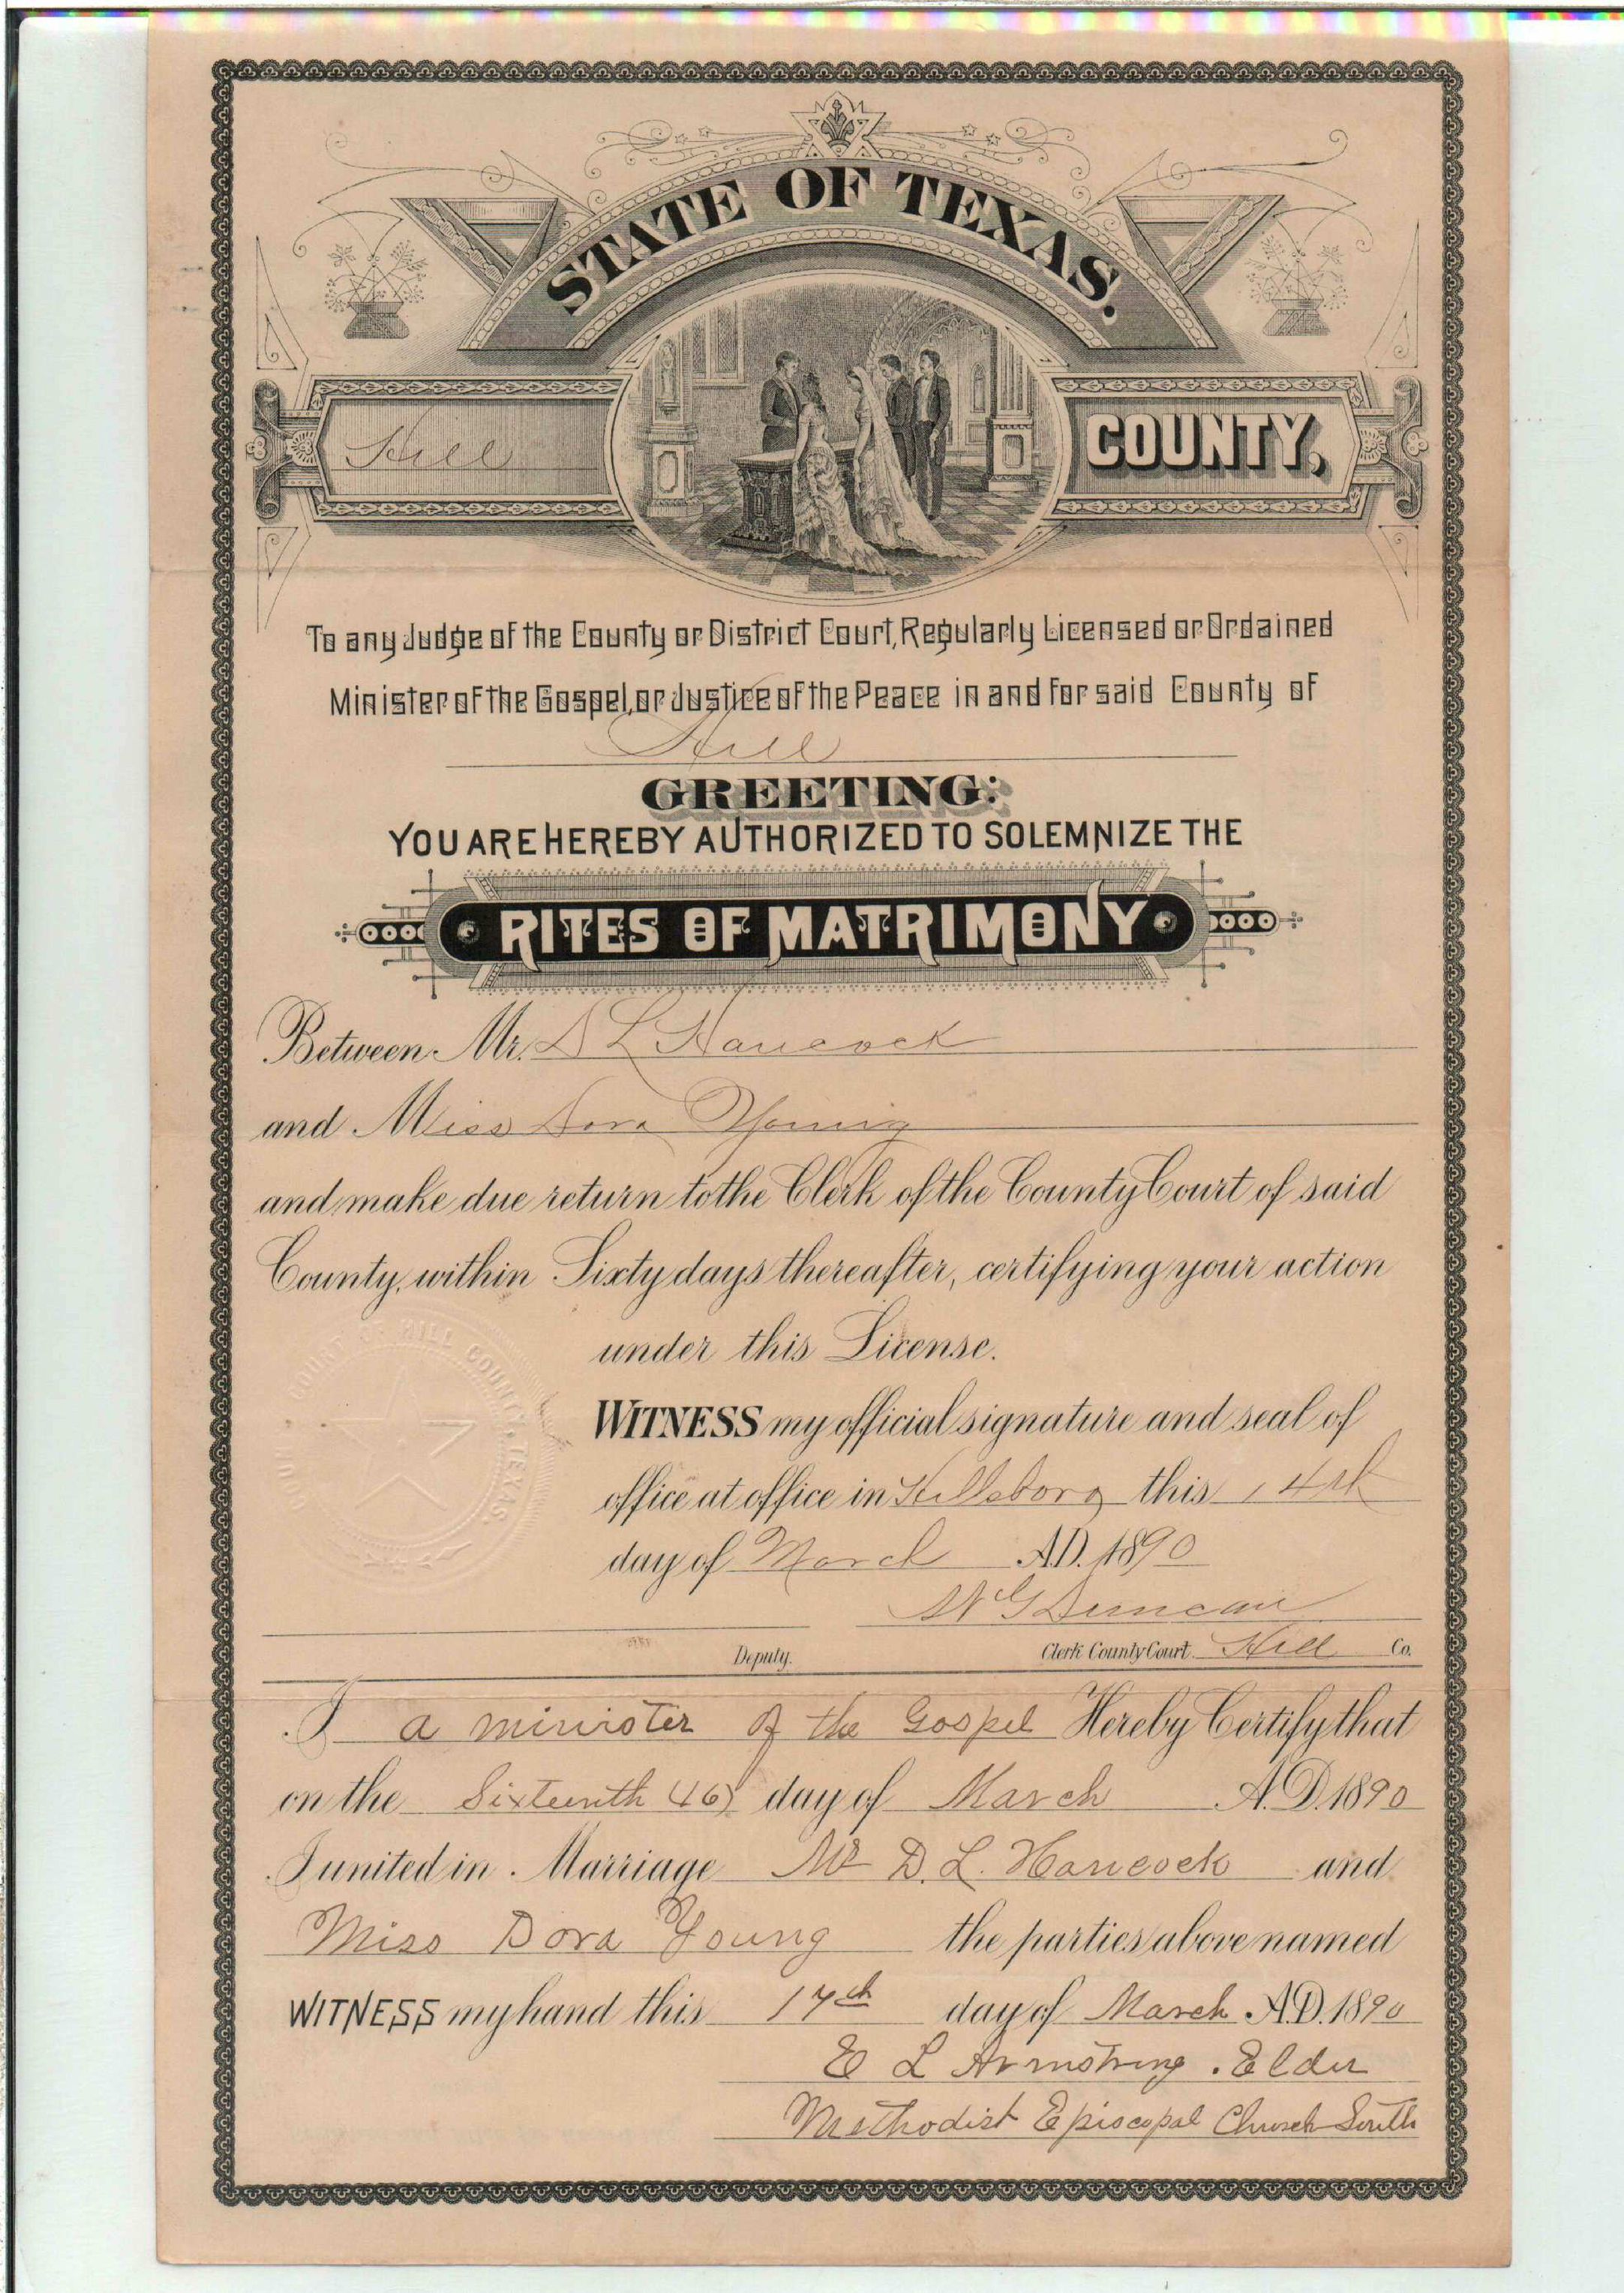 STATE OF TEXAS.
Hill COUNTY,
To any Judge of the County or District Court, Regularly Licensed or Ordained
Minister of the Gospel, or Justice of the Peace in and for said County of
Hill
GREETING:
YOU ARE HEREBY AUTHORIZED TO SOLEMNIZE THE
RITES OF MATRIMONY
Between Mr. D L Hancock
and Miss Dora Young
and make due return to the Clerk of the County Court of said
County, within Sixty days thereafter, certifying your action
under this License.
COURT OF HILL COUNTY, TEXAS.
WITNESS my official signature and seal of
office at office in Hillsboro this 14th
day of March A.D. 1890
W G Duncan
Deputy. Clerk County Court Hill Co.
I a minister of the Gospel Hereby Certify that
on the Sixteenth (16) day of March A.D. 1890
I united in Marriage Mr D. L. Hancock and
Miss Dora Young the parties above named
WITNESS my hand this 17th day of March A.D. 1890
E L Armstrong. Elder
Methodist Episcopal Church South